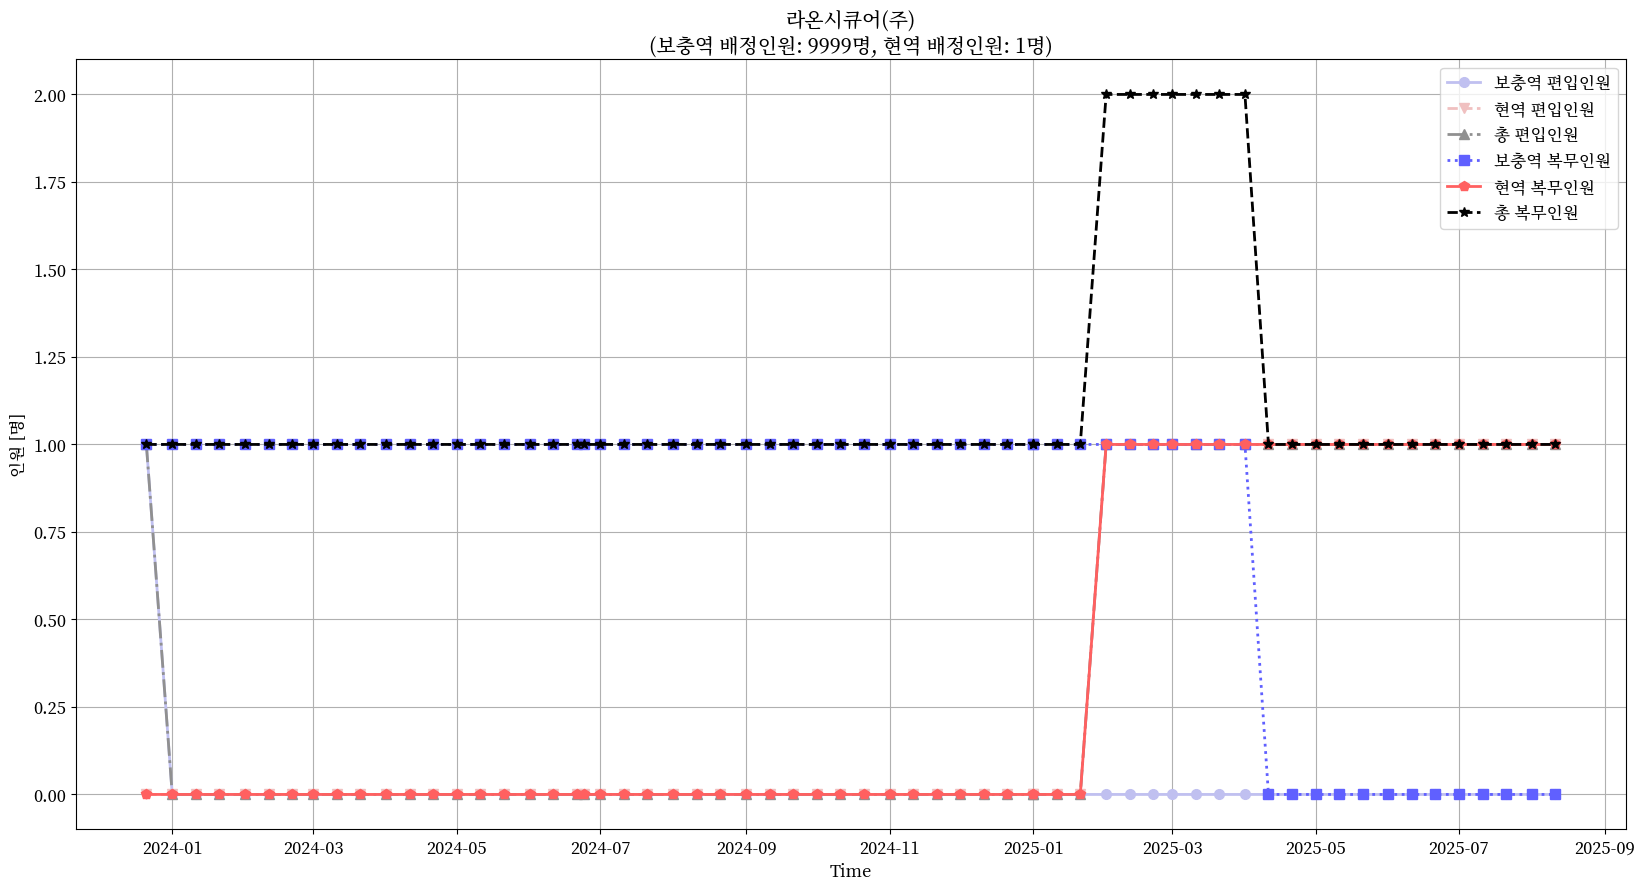 라온시큐어(주)
(보충역 배정인원: 9999명, 현역 배정인원: 1명)
보충역 편입인원
현역 편입인원
총 편입인원
보충역 복무인원
현역 복무인원
총 복무인원
2.00
1.75
1.50
1.25
1.00
0.75
0.50
0.25
0.00
인원 [명]
2024-01
2024-03
2024-05
2024-07
2024-09
2024-11
2025-01
2025-03
2025-05
2025-07
2025-09
Time